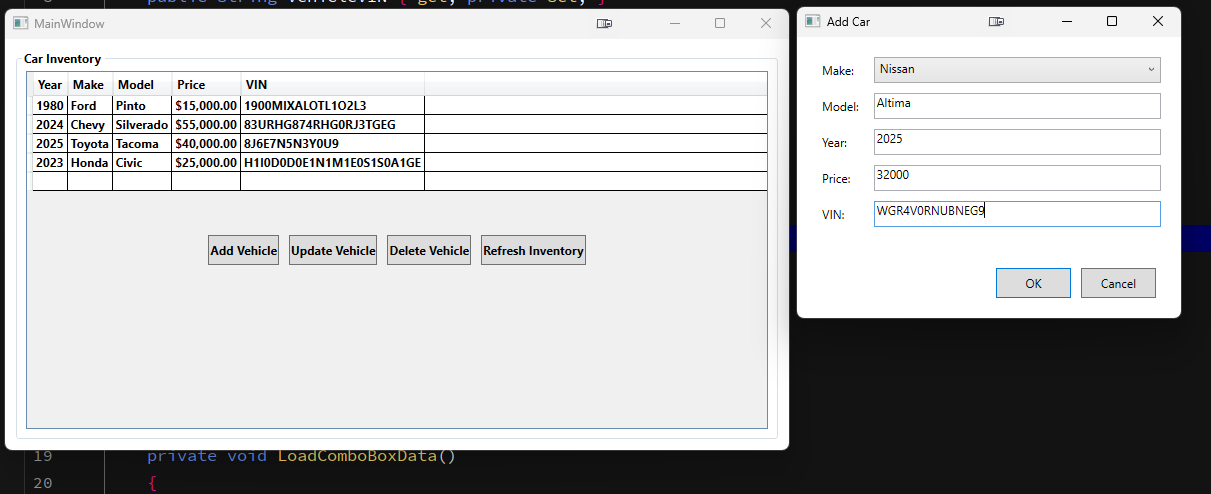 public string VehicleVIN { get; private set; }
MainWindow
Car Inventory
Year Make Model Price VIN
1980 Ford Pinto $15,000.00 1900MIXALOTL1O2L3
2024 Chevy Silverado $55,000.00 83URHG874RHG0RJ3TGEG
2025 Toyota Tacoma $40,000.00 8J6E7N5N3Y0U9
2023 Honda Civic $25,000.00 H1I0D0D0E1N1M1E0S1S0A1GE
Add Vehicle Update Vehicle Delete Vehicle Refresh Inventory
Add Car
Make: Nissan
Model: Altima
Year: 2025
Price: 32000
VIN: WGR4V0RNUBNEG9
OK Cancel
19 private void LoadComboBoxData()
20 {